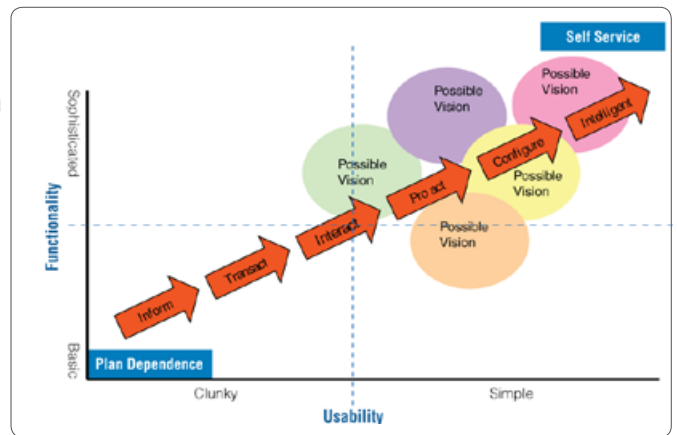 Self Service
Possible
Vision
Possible
Vision
Possible
Vision
Possible
Vision
Possible
Vision
Intelligent
Configure
Pro act
Interact
Transact
Inform
Sophisticated
Functionality
Basic
Plan Dependence
Clunky
Simple
Usability